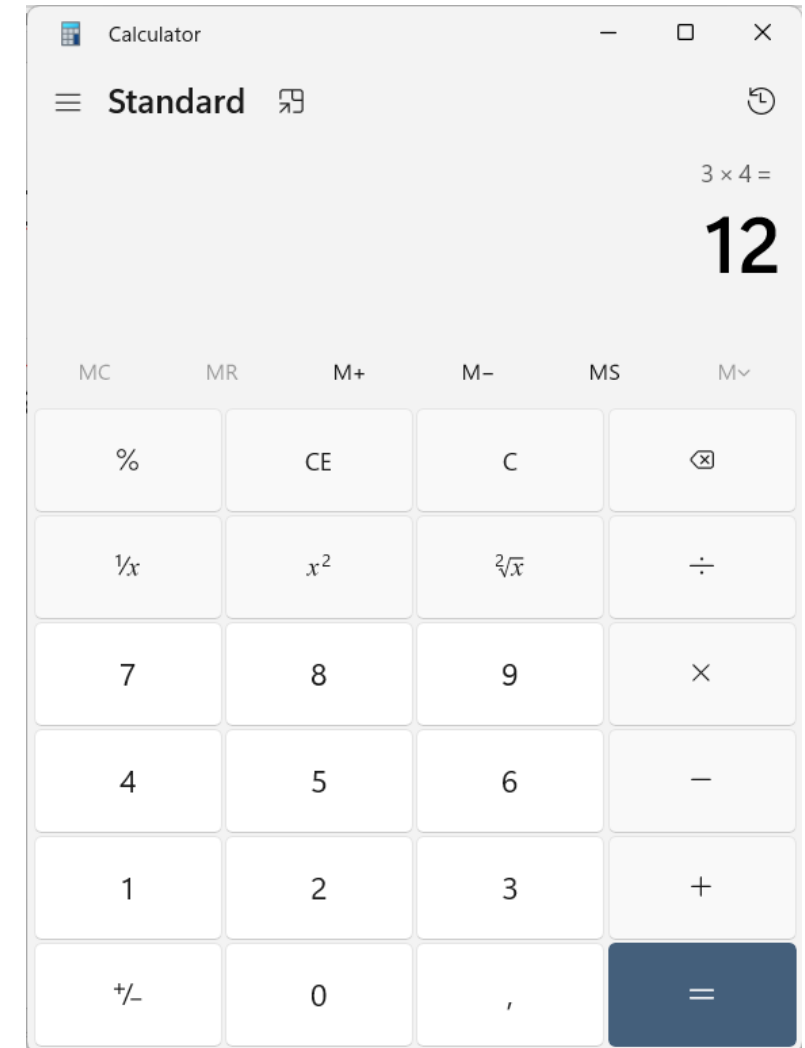 Calculator
Standard
3 × 4 =
12
MC MR M+ M− MS M
% CE C
⅟x x² ²√x ÷
7 8 9 ×
4 5 6 −
1 2 3 +
+/− 0 , =